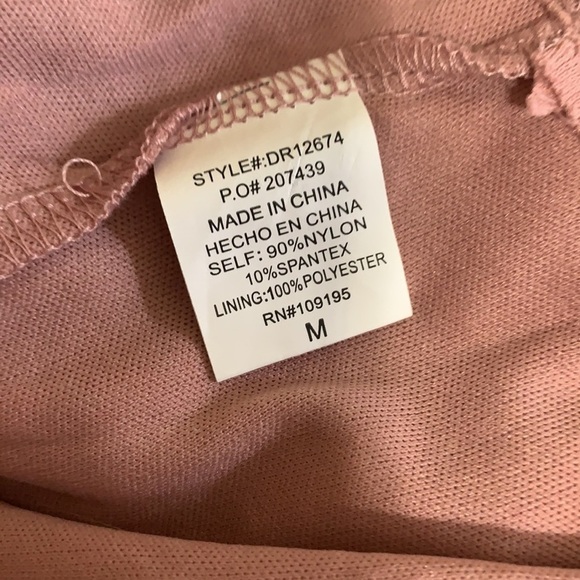 STYLE#:DR12674
P.O# 207439
MADE IN CHINA
HECHO EN CHINA
SELF: 90%NYLON
10%SPANTEX
LINING:100%POLYESTER
RN#109195
M